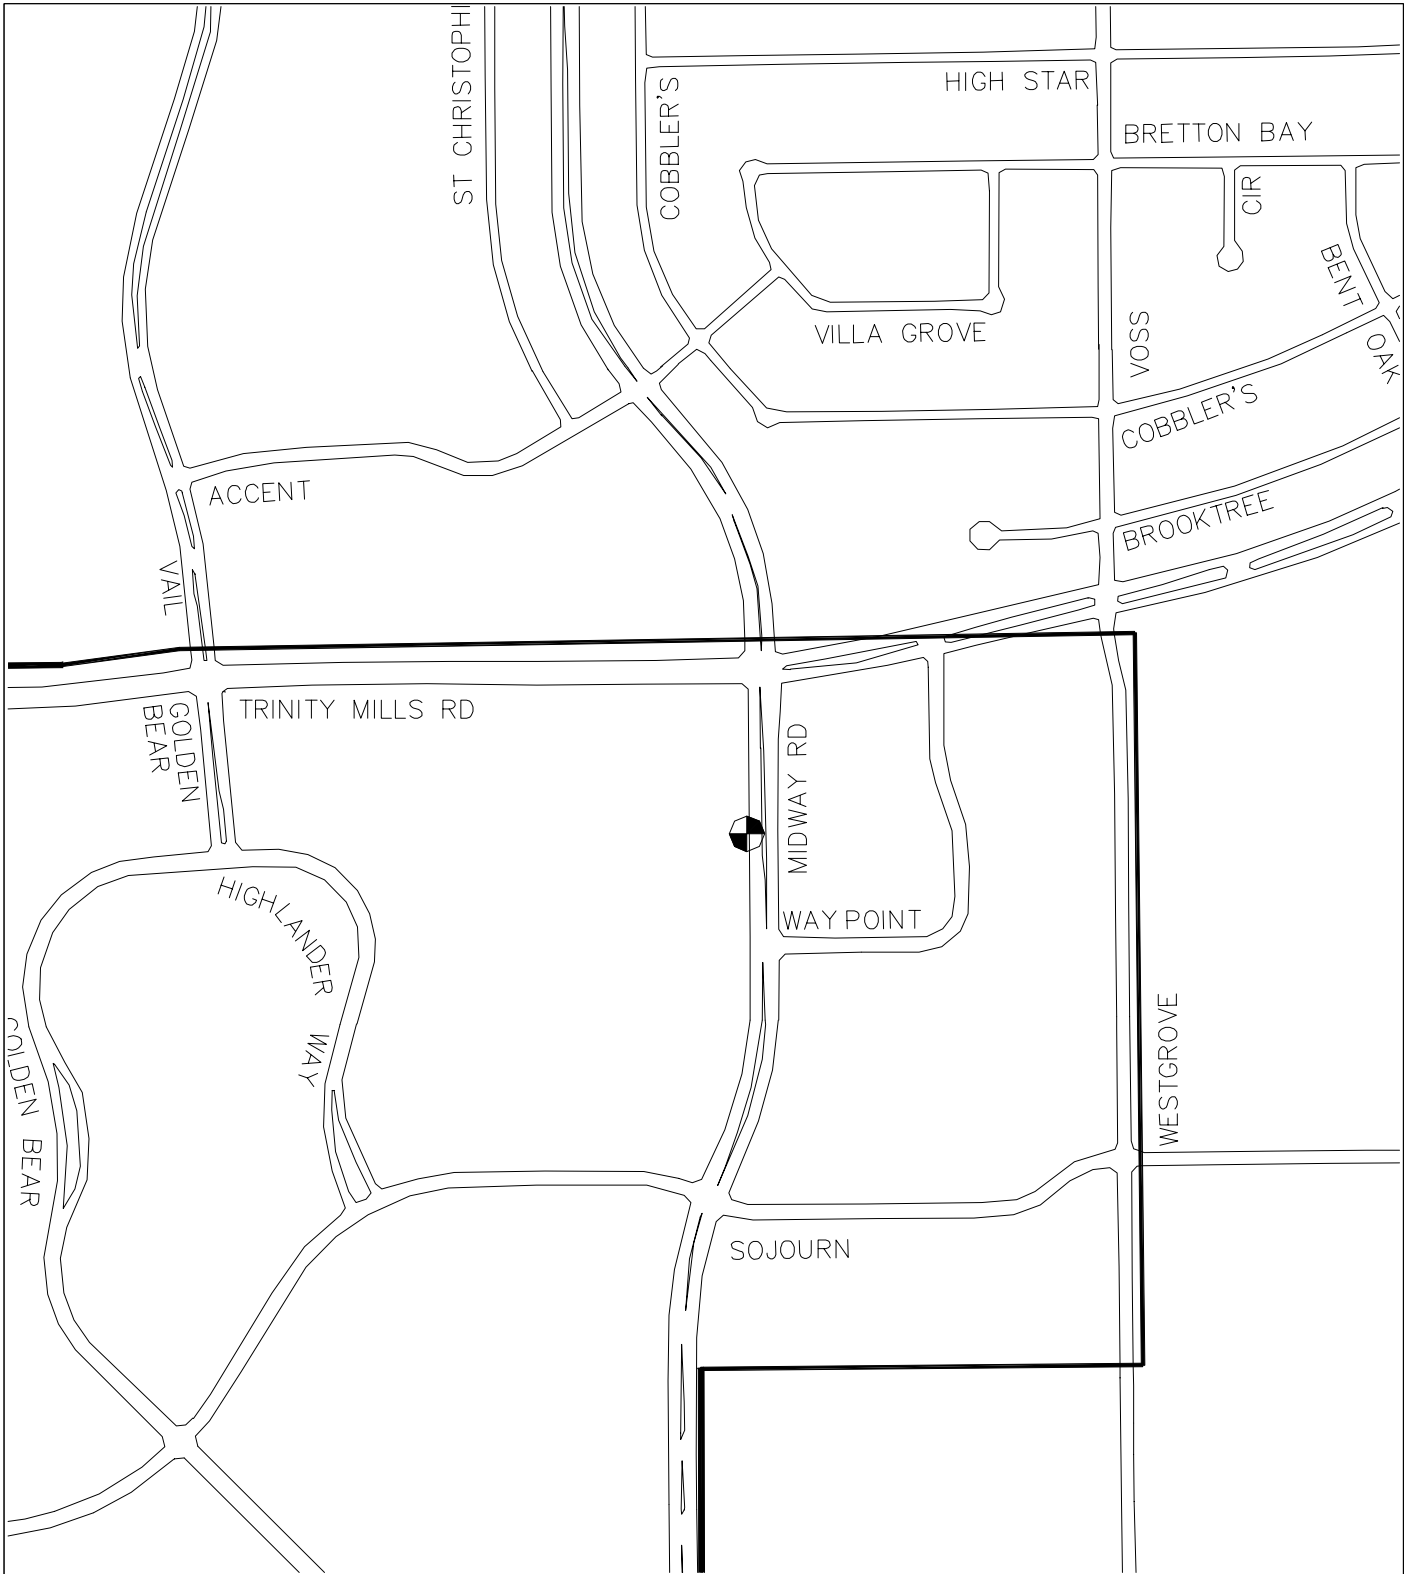 ST CHRISTOPH
COBBLER'S
HIGH STAR
BRETTON BAY
CIR
BENT
OAK
VILLA GROVE
VOSS
COBBLER'S
ACCENT
BROOKTREE
VAIL
TRINITY MILLS RD
GOLDEN
BEAR
MIDWAY RD
HIGHLANDER WAY
WAY POINT
GOLDEN BEAR
WESTGROVE
SOJOURN